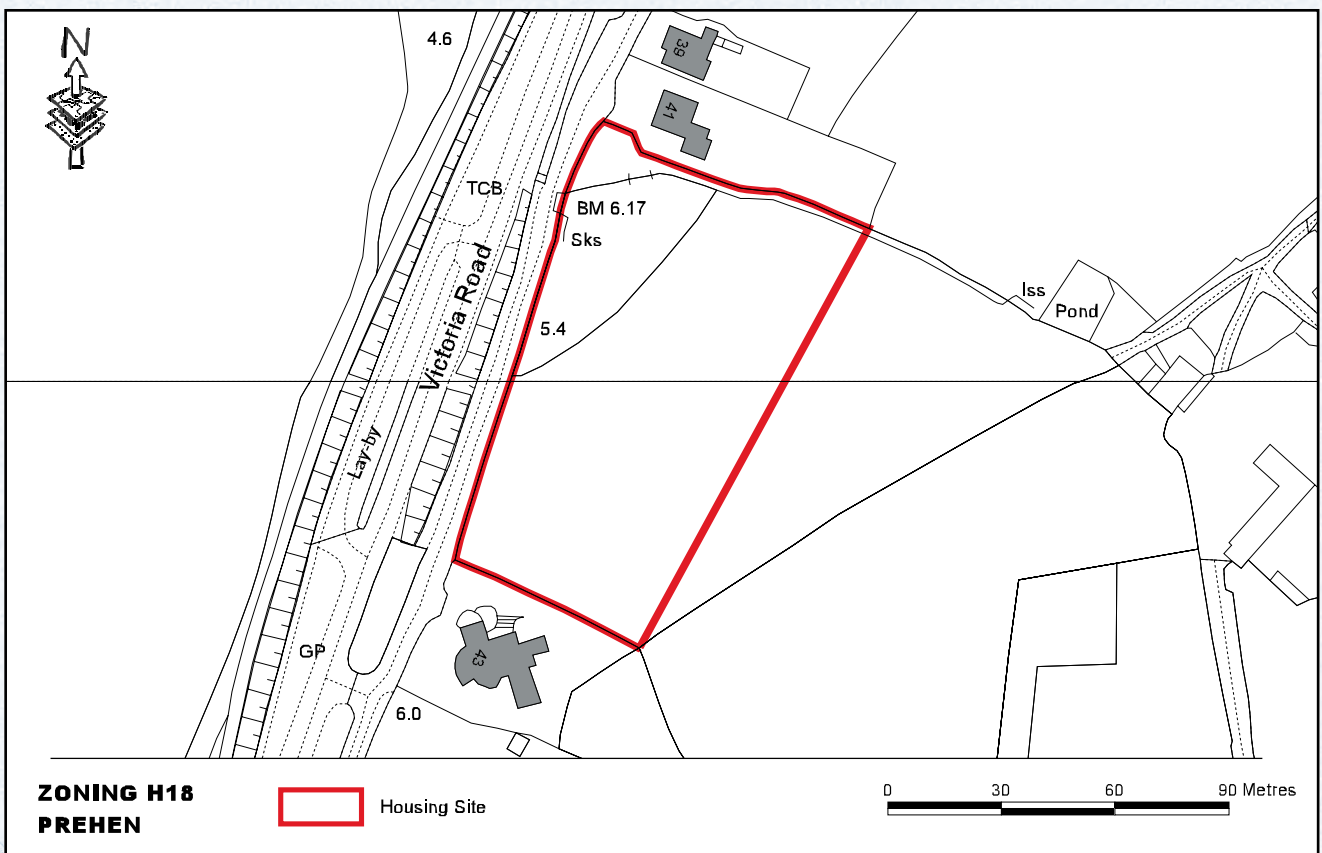 N
4.6
39
41
TCB
BM 6.17
Sks
Victoria Road
5.4
Iss
Pond
Lay-by
GP
43
6.0
ZONING H18
PREHEN
Housing Site
0 30 60 90 Metres